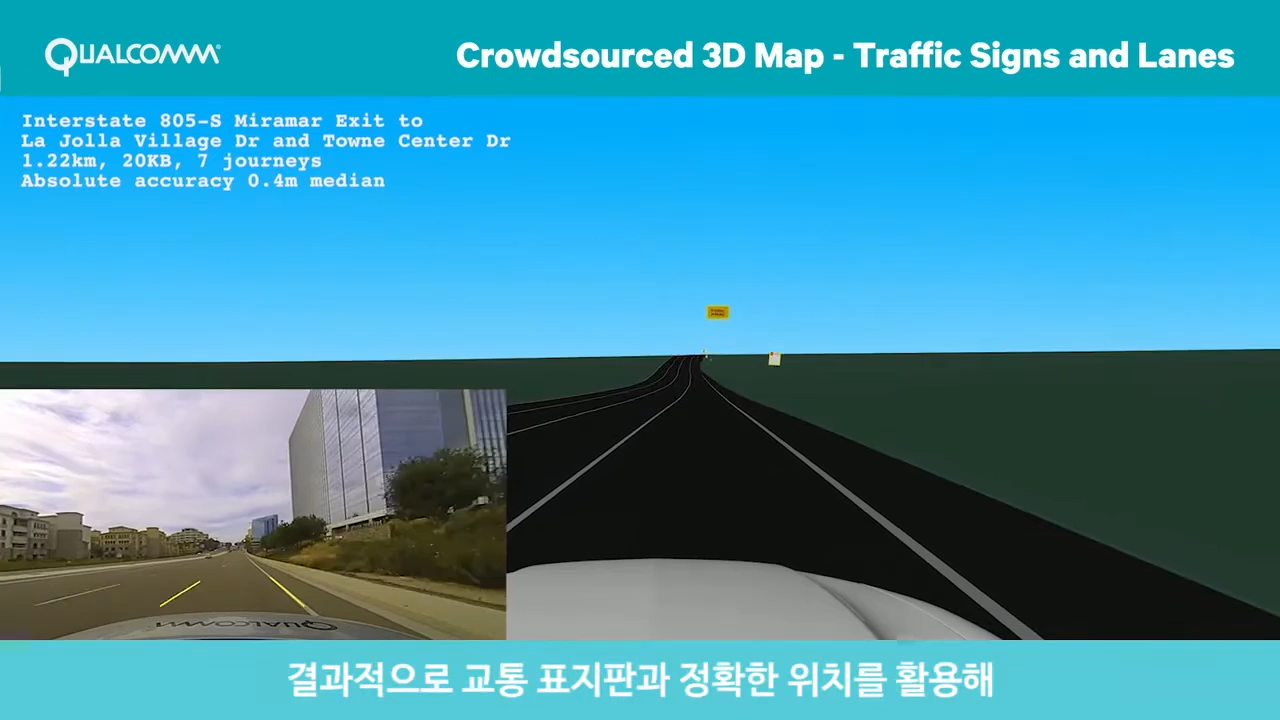 QUALCOMM®
Crowdsourced 3D Map - Traffic Signs and Lanes
Interstate 805-S Miramar Exit to
La Jolla Village Dr and Towne Center Dr
1.22km, 20KB, 7 journeys
Absolute accuracy 0.4m median
QUALCOMM
결과적으로 교통 표지판과 정확한 위치를 활용해